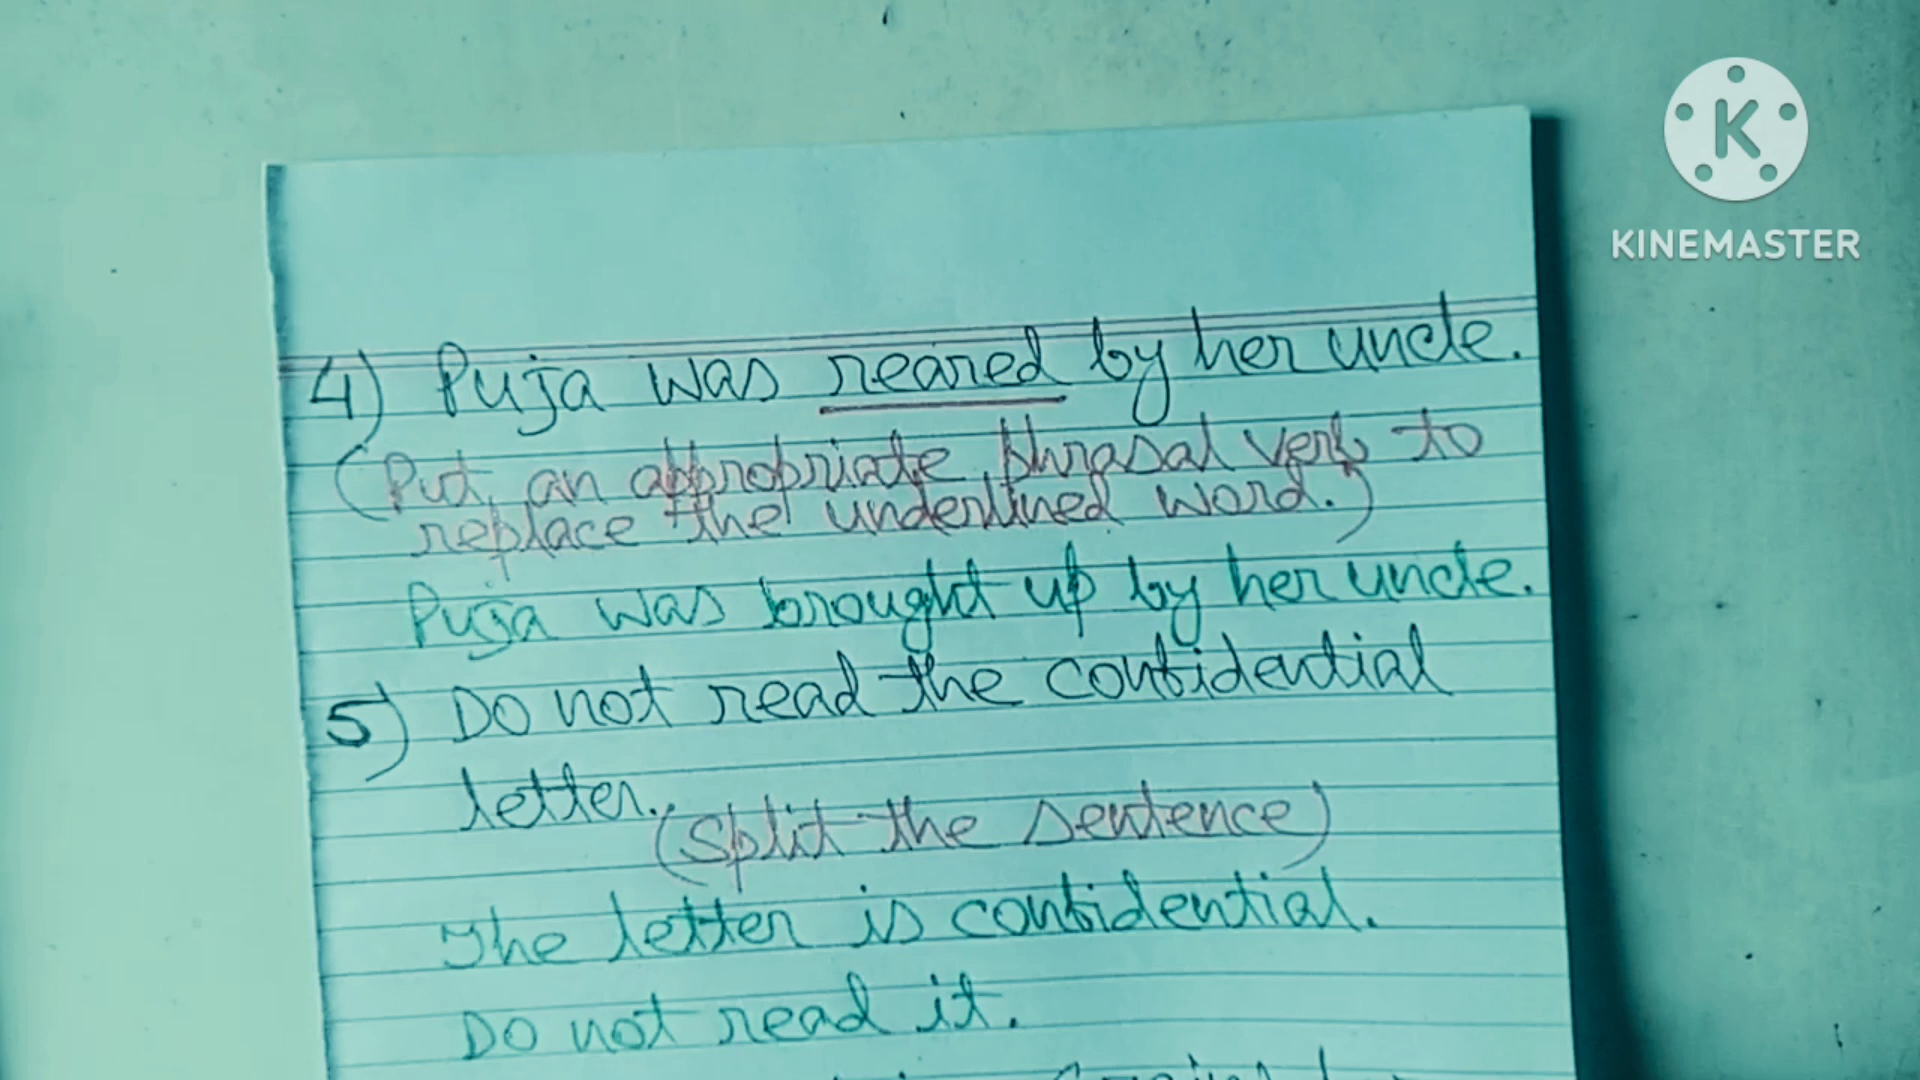 K
KINEMASTER
4) Puja was reared by her uncle.
(Put an appropriate phrasal verb to
replace the underlined word.)
Puja was brought up by her uncle.
5) Do not read the confidential
letter. (Split the sentence)
The letter is confidential.
Do not read it.